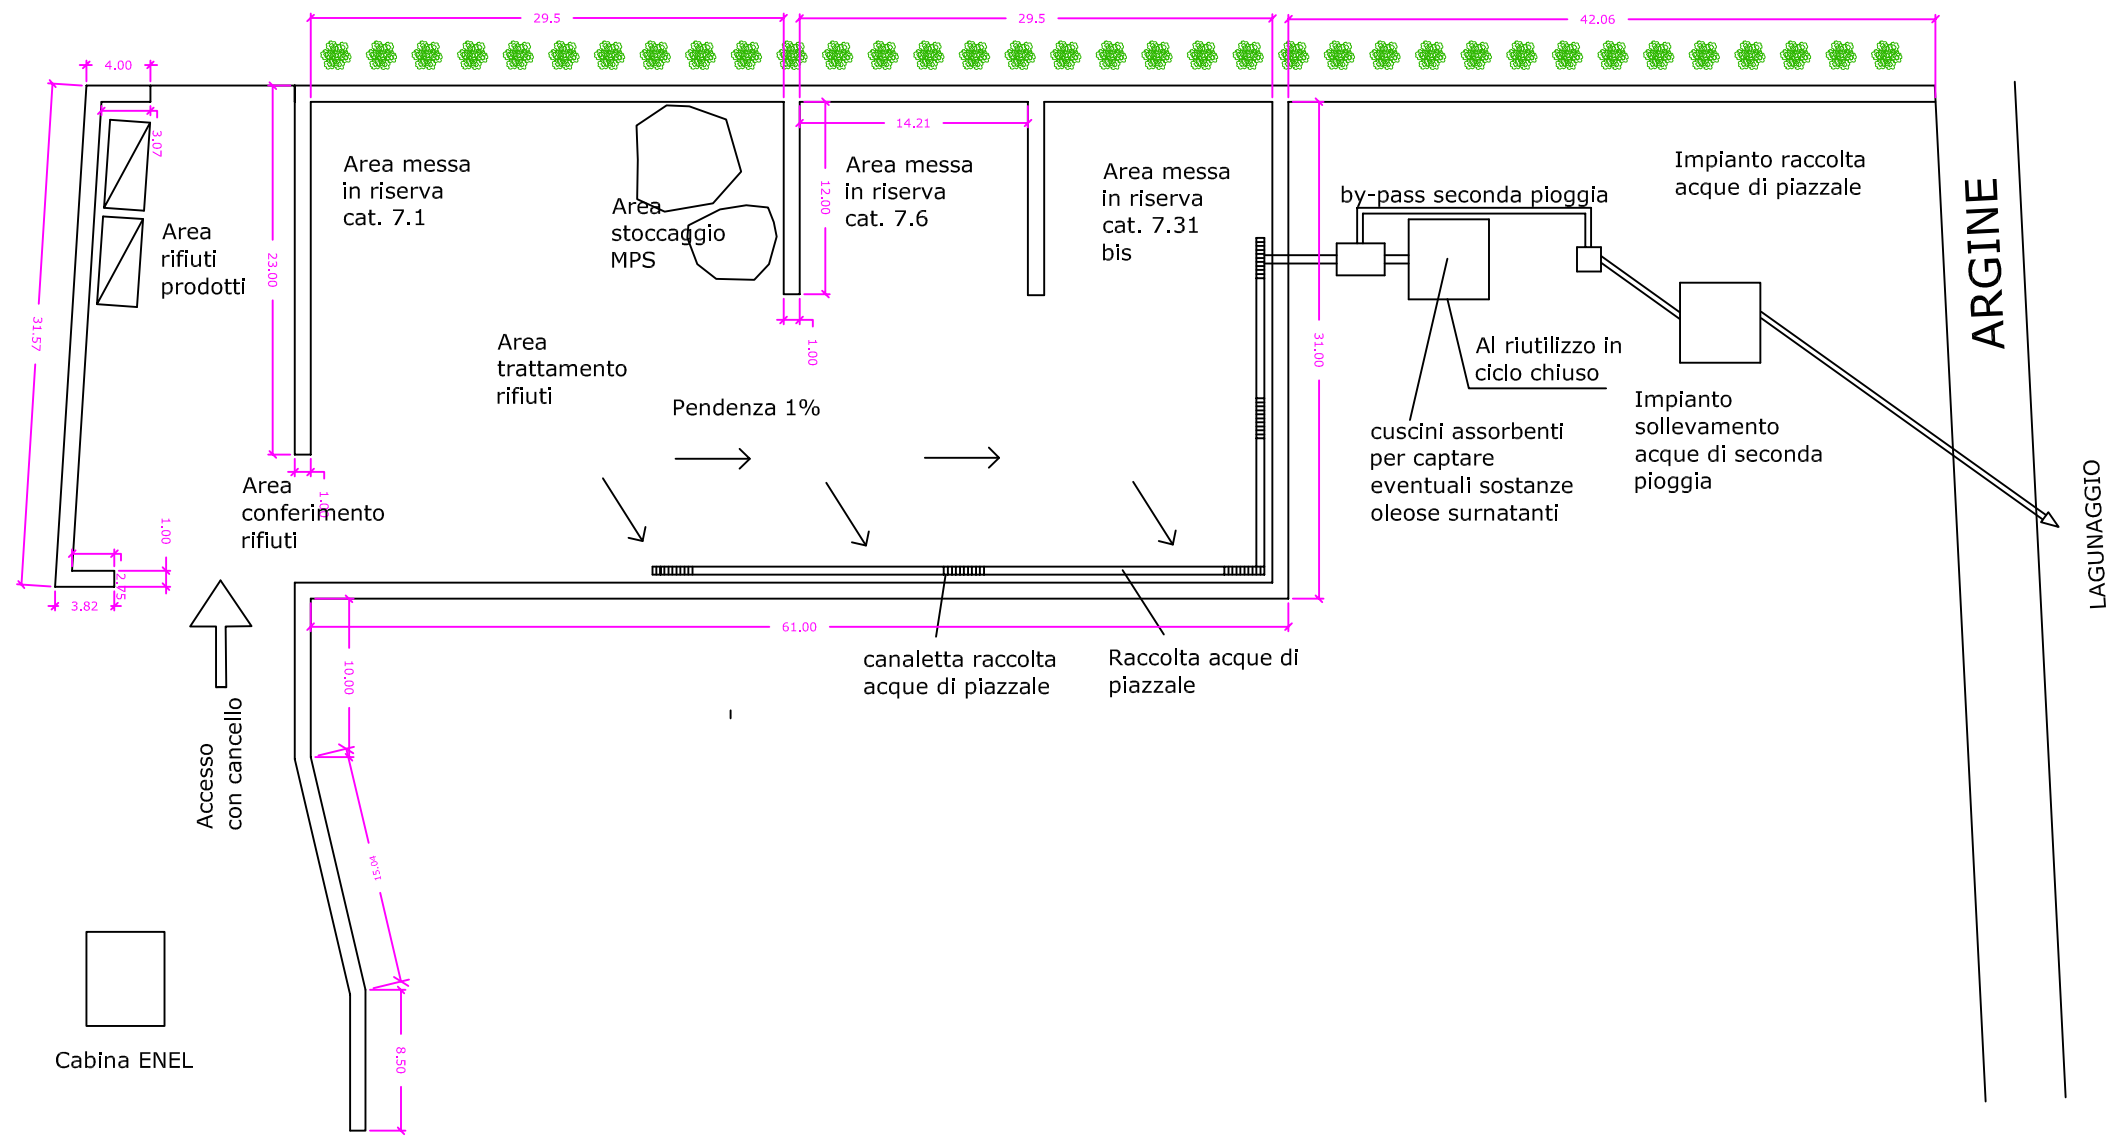 29.5
29.5
42.06
4.00
3.07
14.21
12.00
23.00
31.57
31.00
1.00
1.00
1.00
2.75
3.82
61.00
10.00
15.04
8.50
Area messa
in riserva
cat. 7.1
Area
stoccaggio
MPS
Area messa
in riserva
cat. 7.6
Area messa
in riserva
cat. 7.31
bis
Impianto raccolta
acque di piazzale
by-pass seconda pioggia
ARGINE
Area
rifiuti
prodotti
Area
trattamento
rifiuti
Pendenza 1%
Al riutilizzo in
ciclo chiuso
Impianto
sollevamento
acque di seconda
pioggia
cuscini assorbenti
per captare
eventuali sostanze
oleose surnatanti
LAGUNAGGIO
Area
conferimento
rifiuti
canaletta raccolta
acque di piazzale
Raccolta acque di
piazzale
Accesso
con cancello
Cabina ENEL